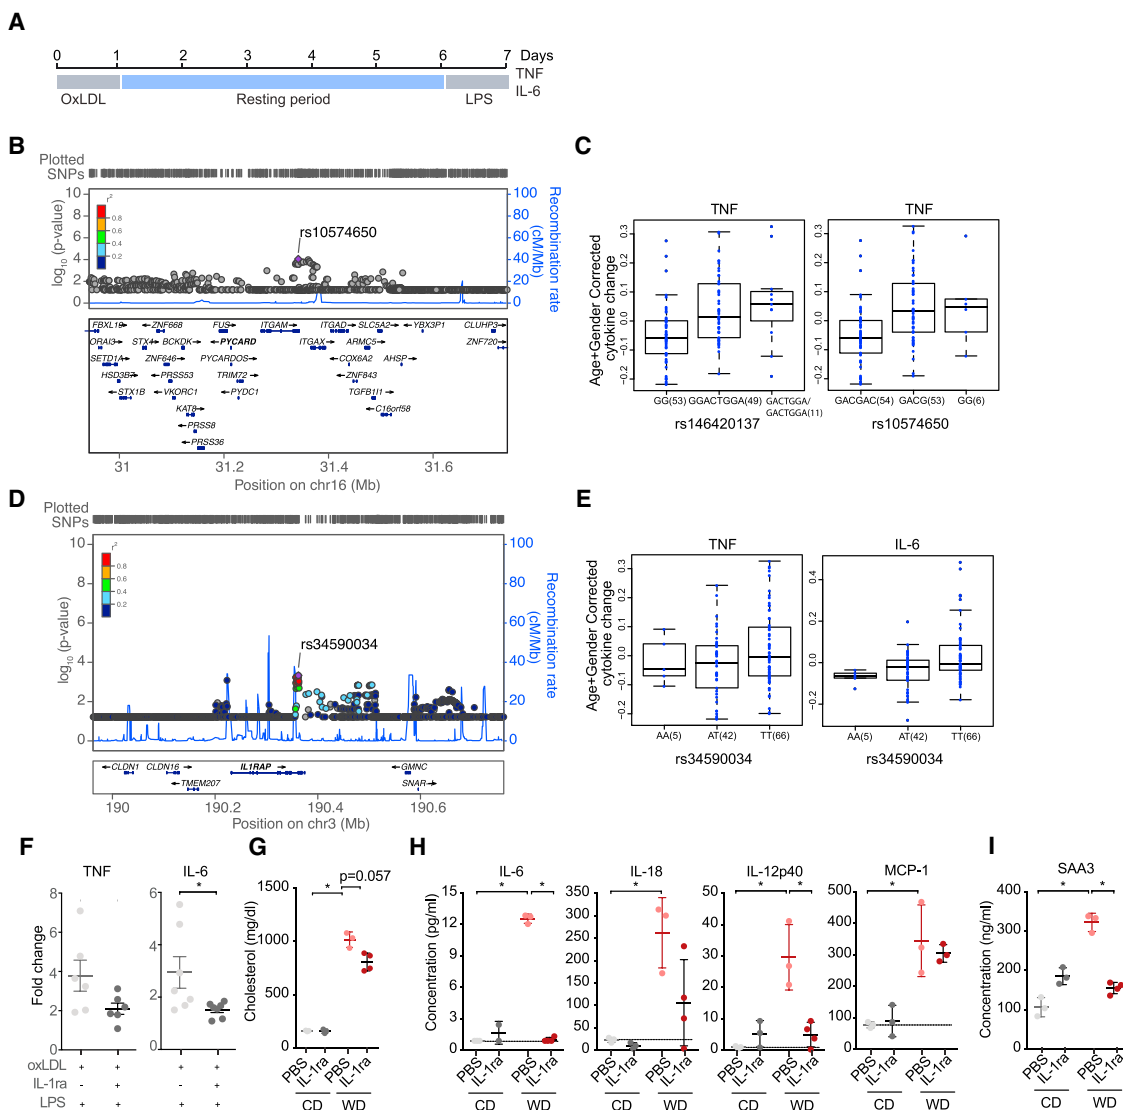 A
0 1 2 3 4 5 6 7 Days
TNF
IL-6
OxLDL Resting period LPS
B
Plotted
SNPs
10
8
6
4
2
0
log10 (p-value)
r2
0.8
0.6
0.4
0.2
rs10574650
100
80
60
40
20
0
Recombination rate
(cM/Mb)
FBXL19 ZNF668 FUS ITGAM ITGAD SLC5A2 YBX3P1 CLUHP3
ORAI3 STX4 BCKDK PYCARD ITGAX ARMC5 ZNF720
SETD1A ZNF646 PYCARDOS COX6A2 AHSP
HSD3B7 PRSS53 TRIM72 ZNF843
STX1B VKORC1 PYDC1 TGFB1I1
KAT8 C16orf58
PRSS8
PRSS36
31 31.2 31.4 31.6
Position on chr16 (Mb)
C
TNF TNF
Age+Gender Corrected
cytokine change
0.3
0.2
0.1
0.0
-0.1
-0.2
GG(53) GGACTGGA(49) GACTGGA/
GACTGGA(11)
rs146420137
0.3
0.2
0.1
0.0
-0.1
-0.2
GACGAC(54) GACG(53) GG(6)
rs10574650
D
Plotted
SNPs
10
8
6
4
2
0
log10 (p-value)
r2
0.8
0.6
0.4
0.2
rs34590034
100
80
60
40
20
0
Recombination rate
(cM/Mb)
CLDN1 CLDN16 IL1RAP GMNC
TMEM207 SNAR
190 190.2 190.4 190.6
Position on chr3 (Mb)
E
TNF IL-6
Age+Gender Corrected
cytokine change
0.3
0.2
0.1
0.0
-0.1
-0.2
AA(5) AT(42) TT(66)
rs34590034
0.4
0.2
0.0
-0.2
AA(5) AT(42) TT(66)
rs34590034
F
TNF IL-6
Fold change
8
6
4
2
0
6
4
2
0
*
oxLDL + + + +
IL-1ra - + - +
LPS + + + +
G
Cholesterol (mg/dl)
1500
1000
500
0
* p=0.057
PBS IL-1ra PBS IL-1ra
CD WD
H
IL-6 IL-18 IL-12p40 MCP-1
Concentration (pg/ml)
15
12
9
6
3
0
* *
PBS IL-1ra PBS IL-1ra
CD WD
350
300
250
200
150
100
50
0
*
PBS IL-1ra PBS IL-1ra
CD WD
50
40
30
20
10
0
* *
PBS IL-1ra PBS IL-1ra
CD WD
500
400
300
200
100
0
*
PBS IL-1ra PBS IL-1ra
CD WD
I
SAA3
Concentration (ng/ml)
400
300
200
100
0
* *
PBS IL-1ra PBS IL-1ra
CD WD